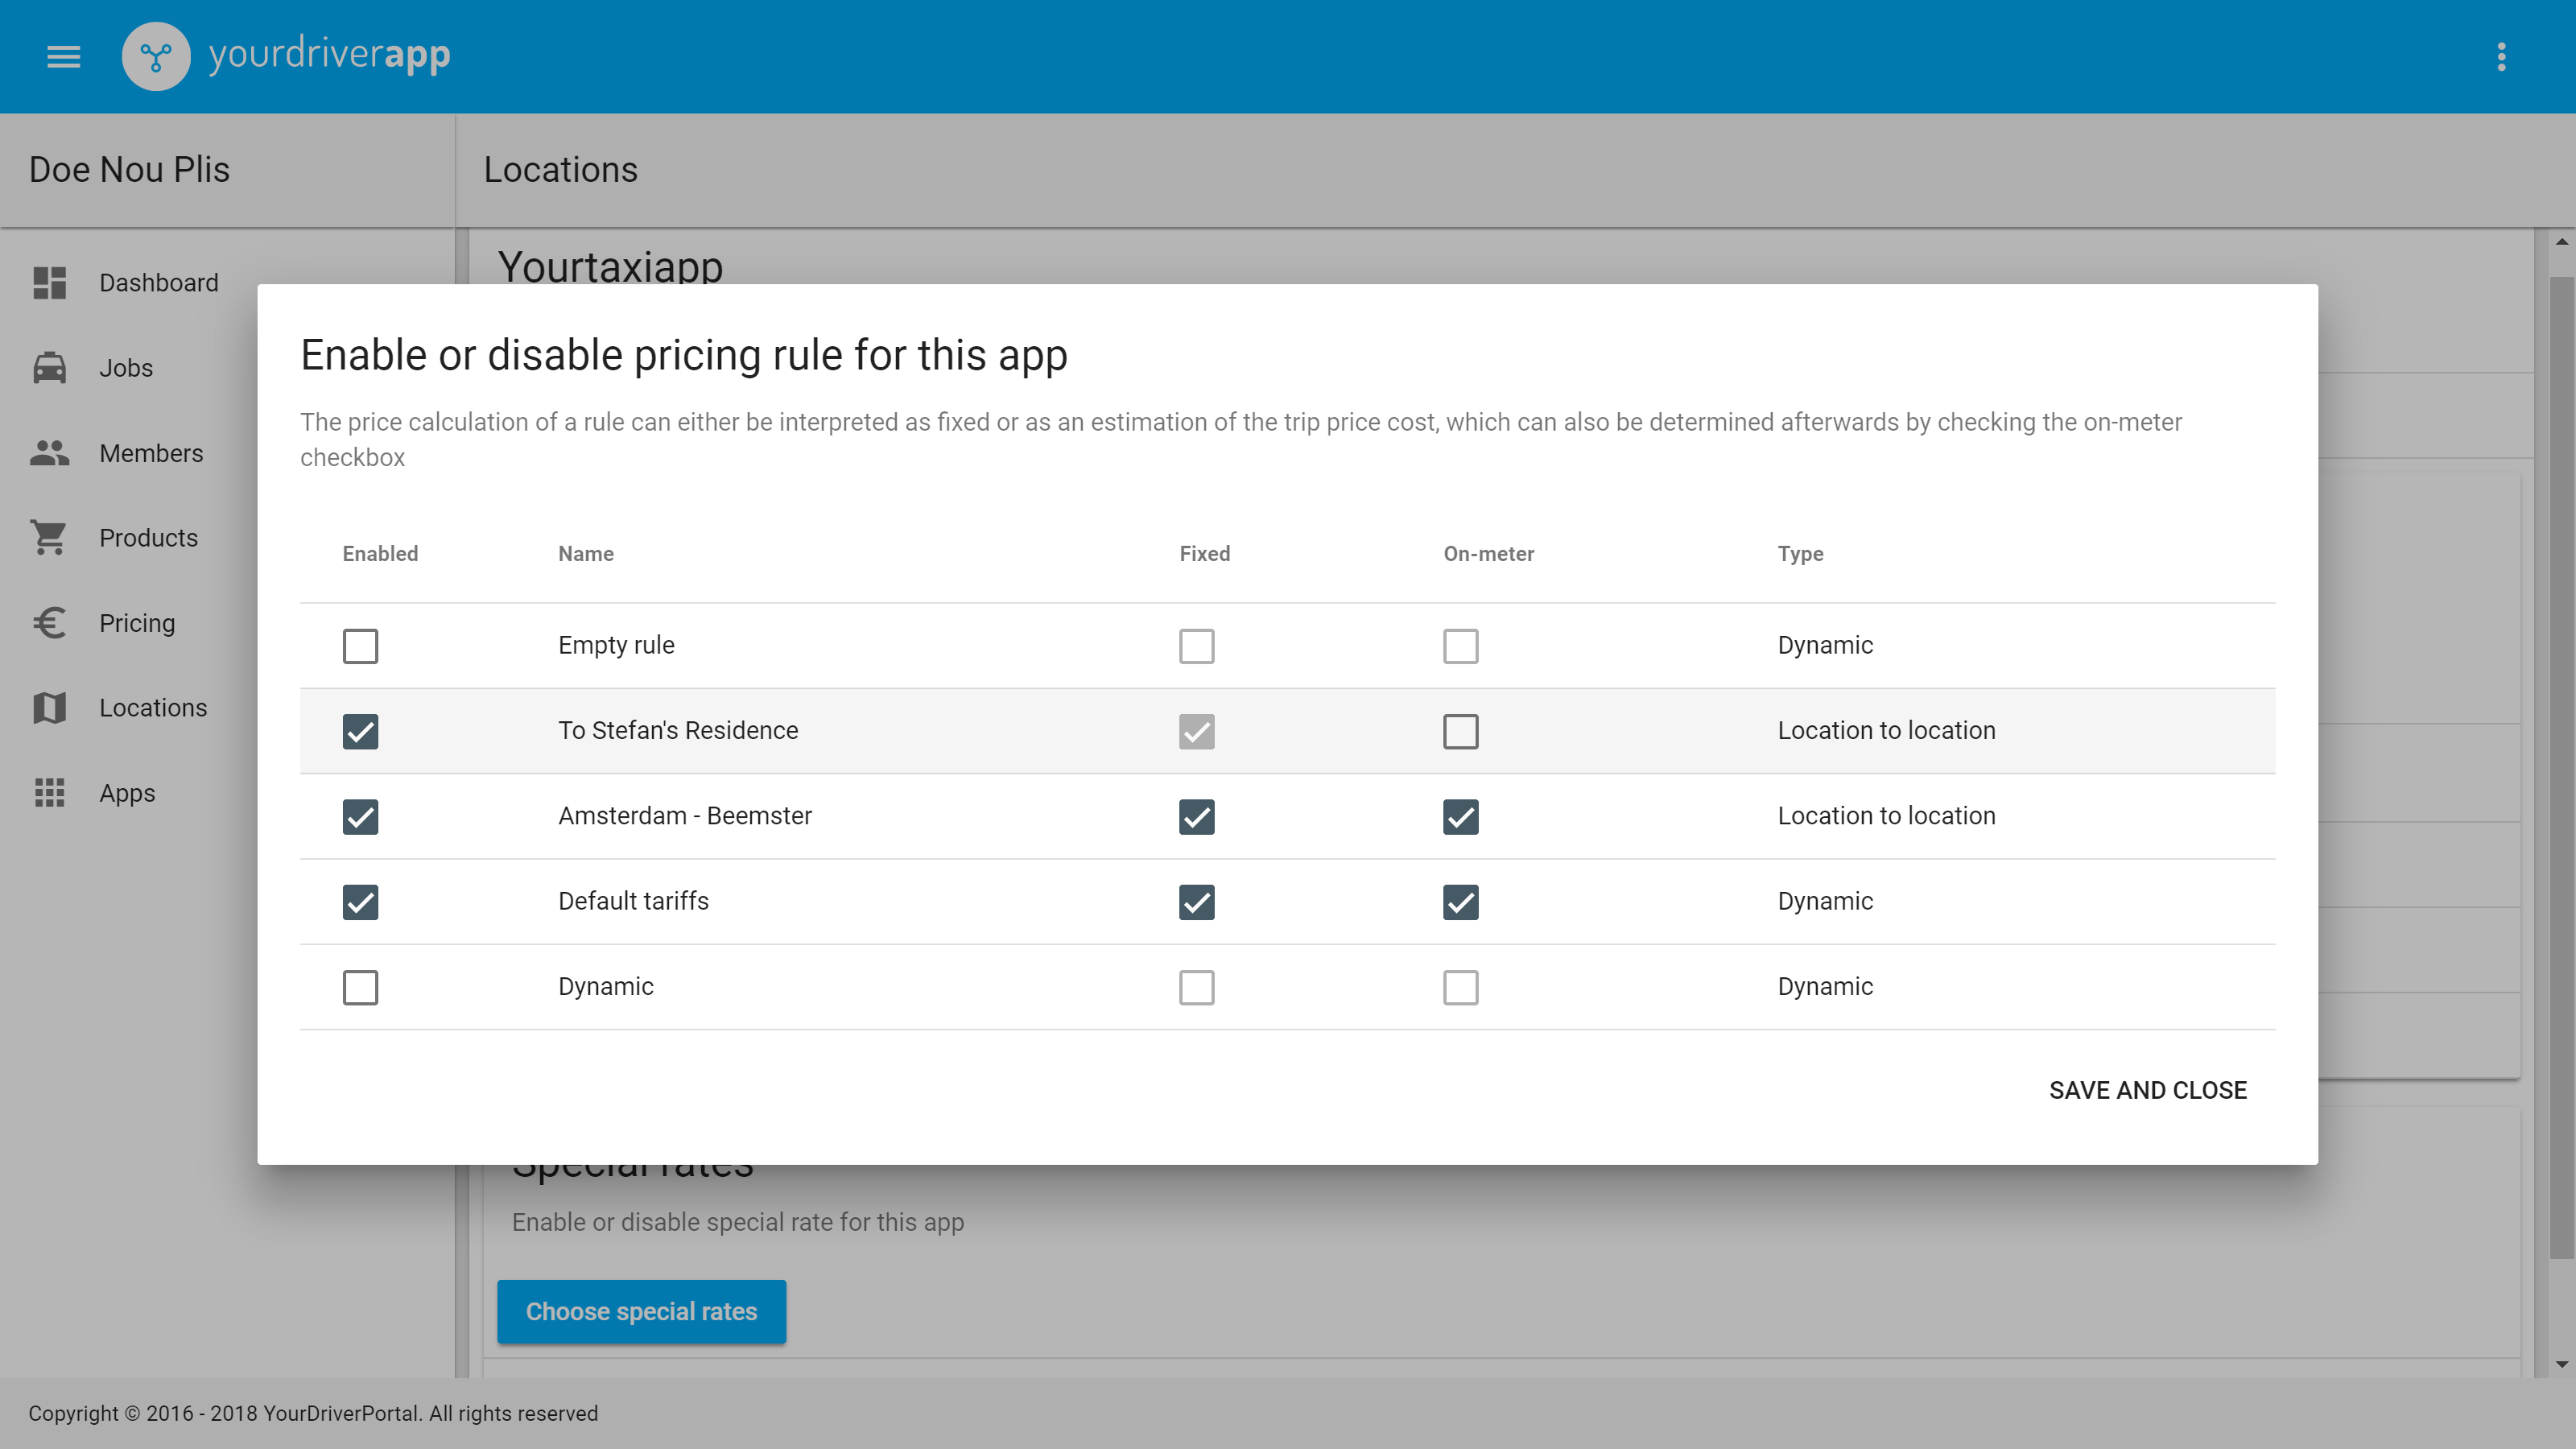 yourdriverapp
Doe Nou Plis
Locations
Yourtaxiapp
Dashboard
Jobs
Members
Products
Pricing
Locations
Apps
Enable or disable pricing rule for this app
The price calculation of a rule can either be interpreted as fixed or as an estimation of the trip price cost, which can also be determined afterwards by checking the on-meter
checkbox
Enabled Name Fixed On-meter Type
Empty rule Dynamic
To Stefan's Residence Location to location
Amsterdam - Beemster Location to location
Default tariffs Dynamic
Dynamic Dynamic
SAVE AND CLOSE
Special rates
Enable or disable special rate for this app
Choose special rates
Copyright © 2016 - 2018 YourDriverPortal. All rights reserved